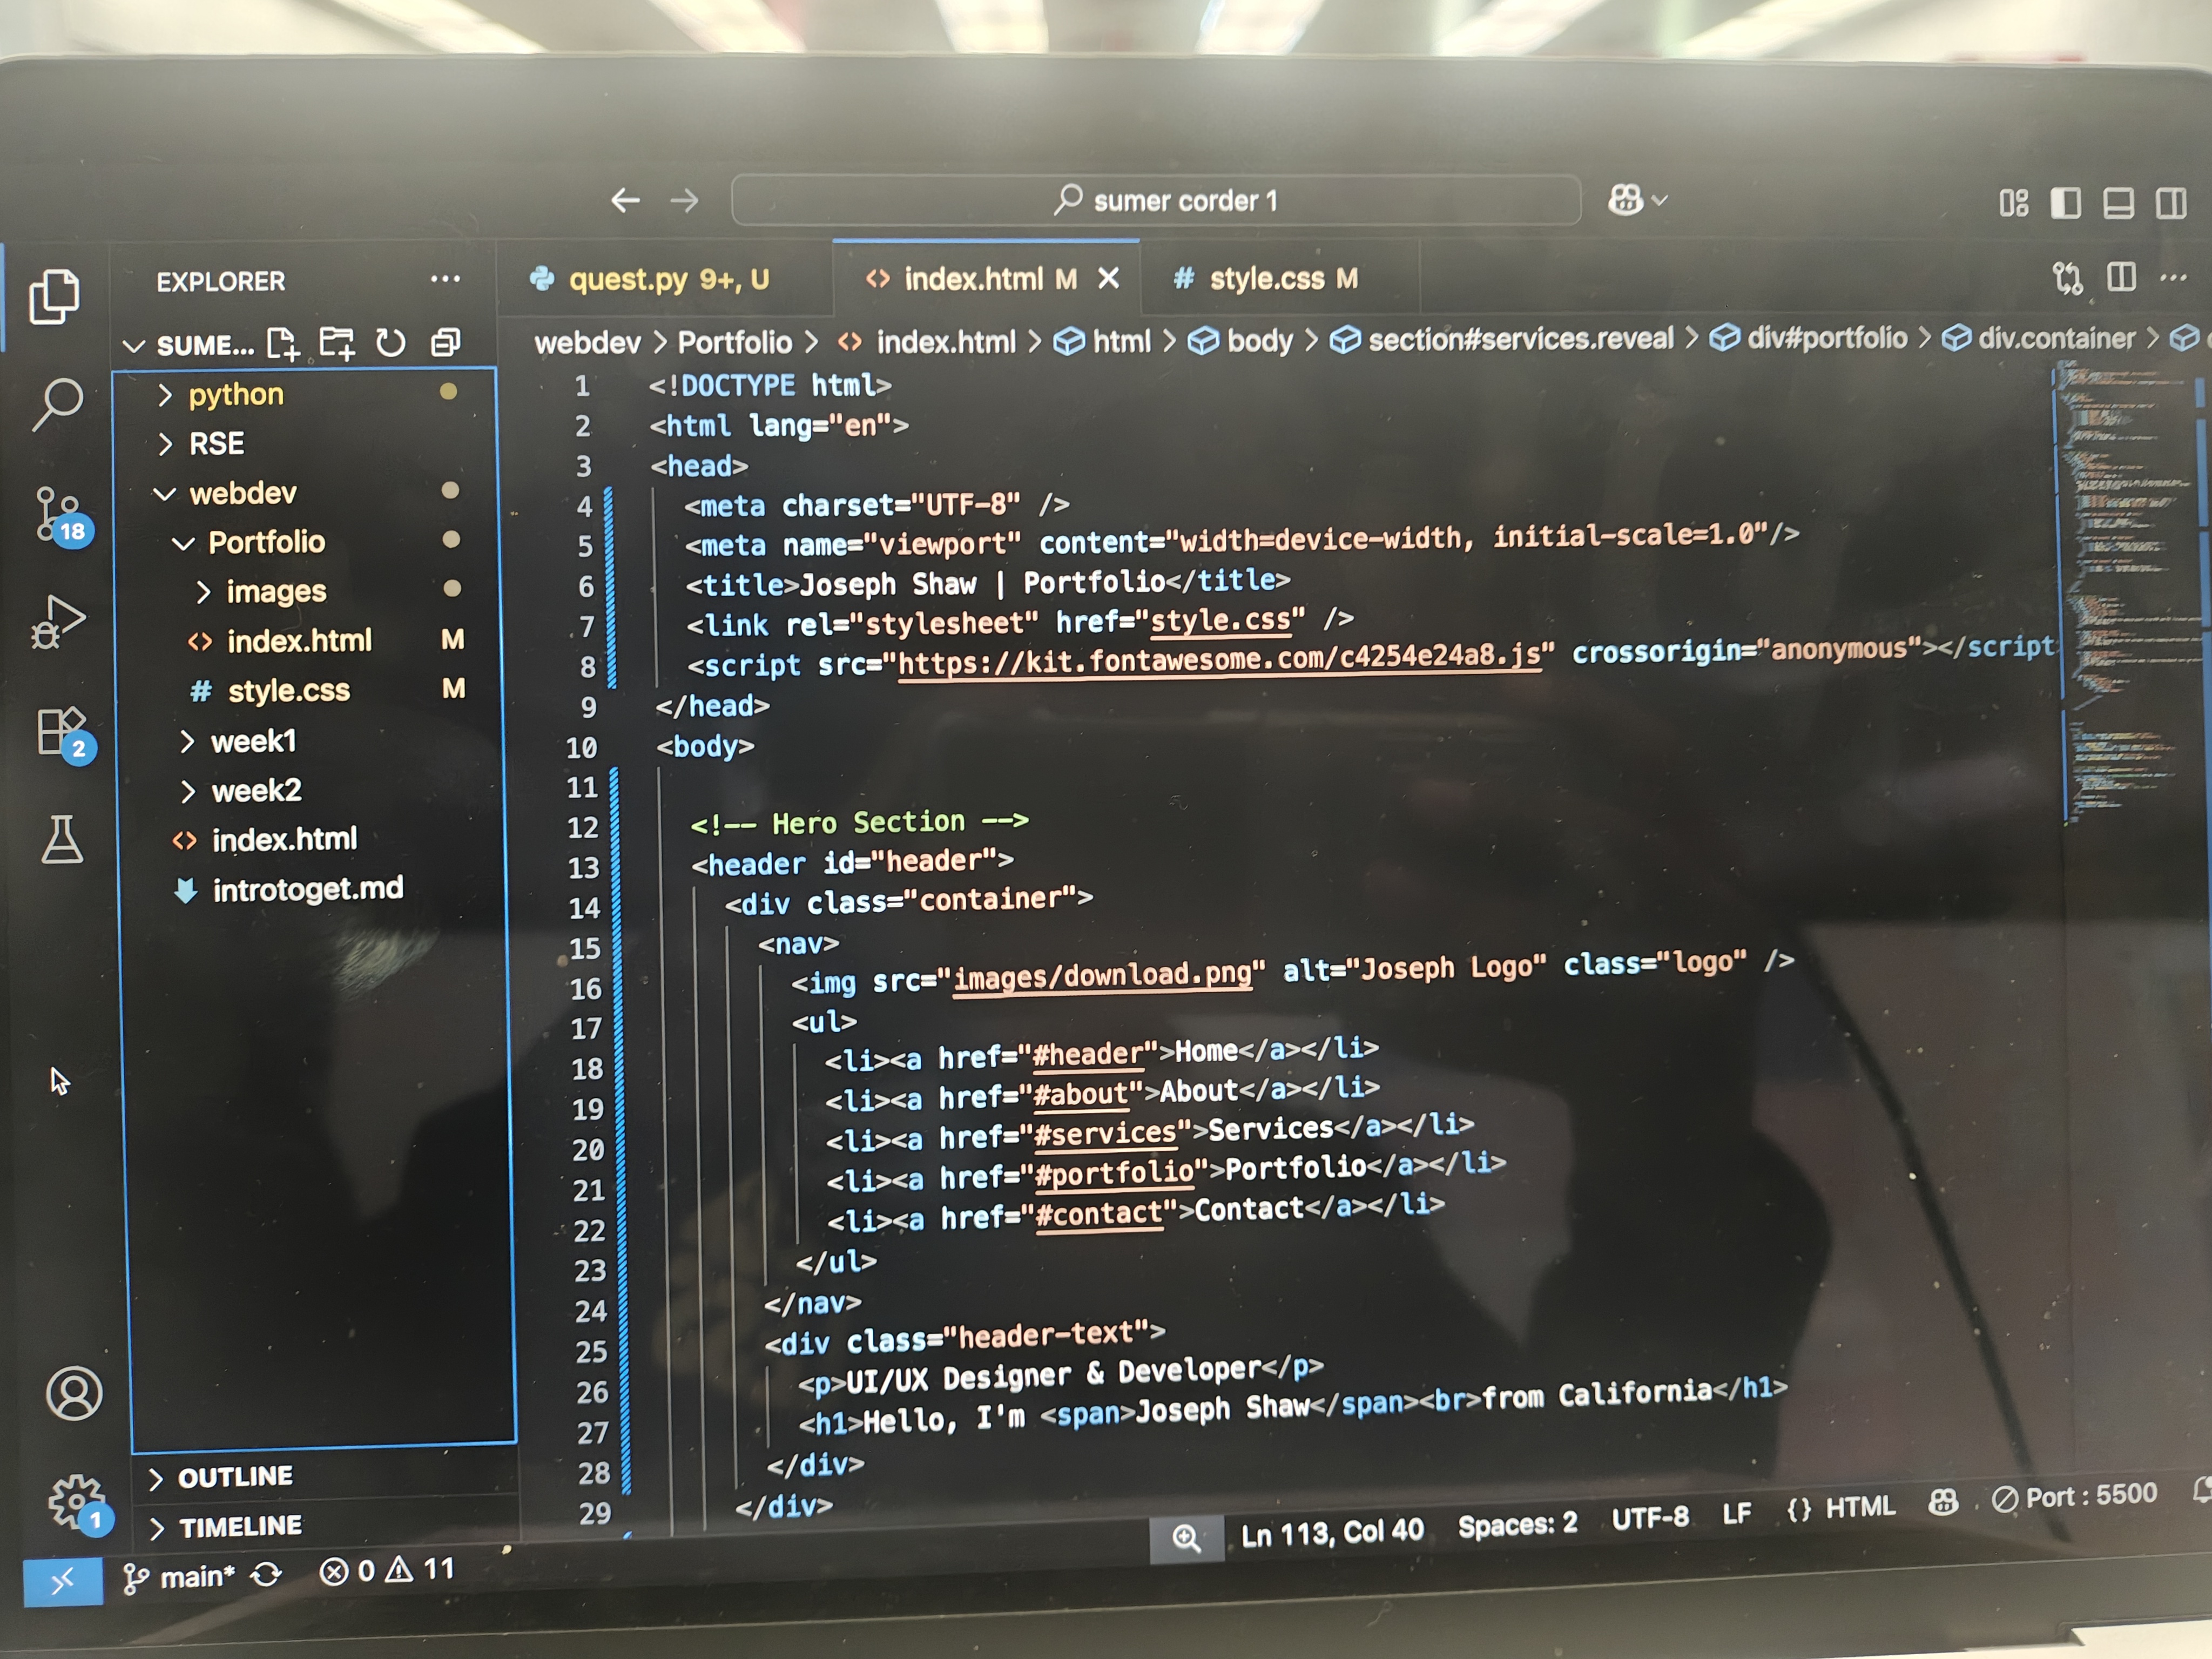 sumer corder 1
EXPLORER
quest.py 9+, U
index.html M
style.css M
SUME...
webdev > Portfolio > index.html > html > body > section#services.reveal > div#portfolio > div.container >
python
RSE
webdev
Portfolio
images
index.html M
style.css M
week1
week2
index.html
introtoget.md
OUTLINE
TIMELINE
18
2
1
1 <!DOCTYPE html>
2 <html lang="en">
3 <head>
4 <meta charset="UTF-8" />
5 <meta name="viewport" content="width=device-width, initial-scale=1.0"/>
6 <title>Joseph Shaw | Portfolio</title>
7 <link rel="stylesheet" href="style.css" />
8 <script src="https://kit.fontawesome.com/c4254e24a8.js" crossorigin="anonymous"></script
9 </head>
10 <body>
11
12 <!-- Hero Section -->
13 <header id="header">
14 <div class="container">
15 <nav>
16 <img src="images/download.png" alt="Joseph Logo" class="logo" />
17 <ul>
18 <li><a href="#header">Home</a></li>
19 <li><a href="#about">About</a></li>
20 <li><a href="#services">Services</a></li>
21 <li><a href="#portfolio">Portfolio</a></li>
22 <li><a href="#contact">Contact</a></li>
23 </ul>
24 </nav>
25 <div class="header-text">
26 <p>UI/UX Designer & Developer</p>
27 <h1>Hello, I'm <span>Joseph Shaw</span><br>from California</h1>
28 </div>
29 </div>
main* 0 11 Ln 113, Col 40 Spaces: 2 UTF-8 LF {} HTML Port : 5500